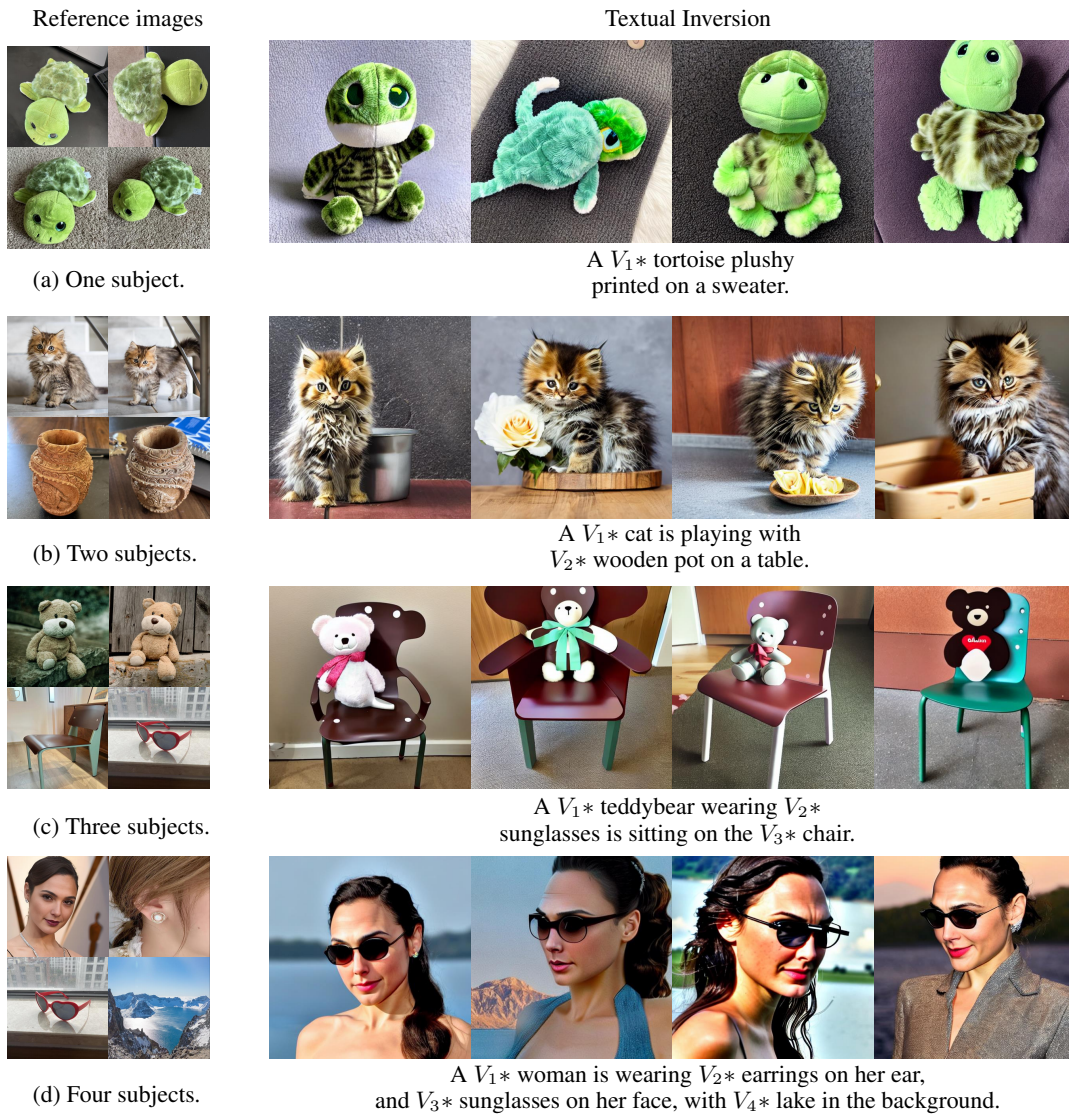 Reference images
Textual Inversion
(a) One subject.
A V₁* tortoise plushy
printed on a sweater.
(b) Two subjects.
A V₁* cat is playing with
V₂* wooden pot on a table.
(c) Three subjects.
A V₁* teddybear wearing V₂*
sunglasses is sitting on the V₃* chair.
(d) Four subjects.
A V₁* woman is wearing V₂* earrings on her ear,
and V₃* sunglasses on her face, with V₄* lake in the background.